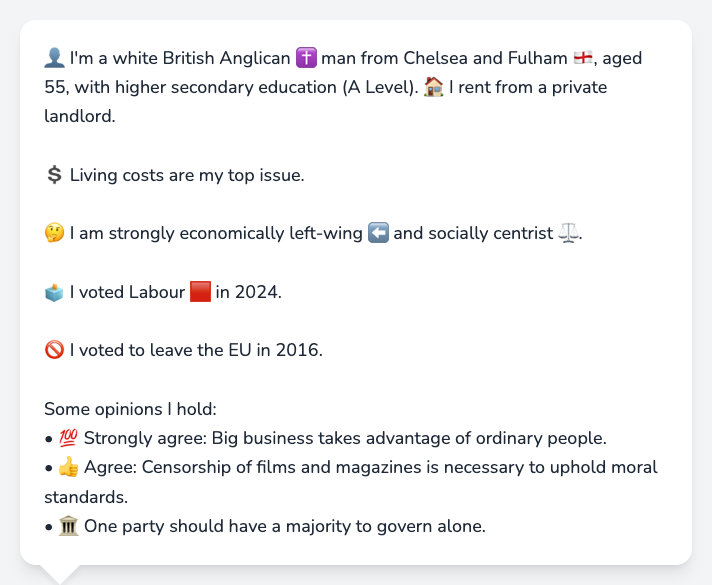 👤 I'm a white British Anglican ✝️ man from Chelsea and Fulham 🏴󠁧󠁢󠁥󠁮󠁧󠁿, aged
55, with higher secondary education (A Level). 🏠 I rent from a private
landlord.
💲 Living costs are my top issue.
🤔 I am strongly economically left-wing ⬅️ and socially centrist ⚖️.
🗳️ I voted Labour 🟥 in 2024.
🚫 I voted to leave the EU in 2016.
Some opinions I hold:
• 💯 Strongly agree: Big business takes advantage of ordinary people.
• 👍 Agree: Censorship of films and magazines is necessary to uphold moral
standards.
• 🏛️ One party should have a majority to govern alone.